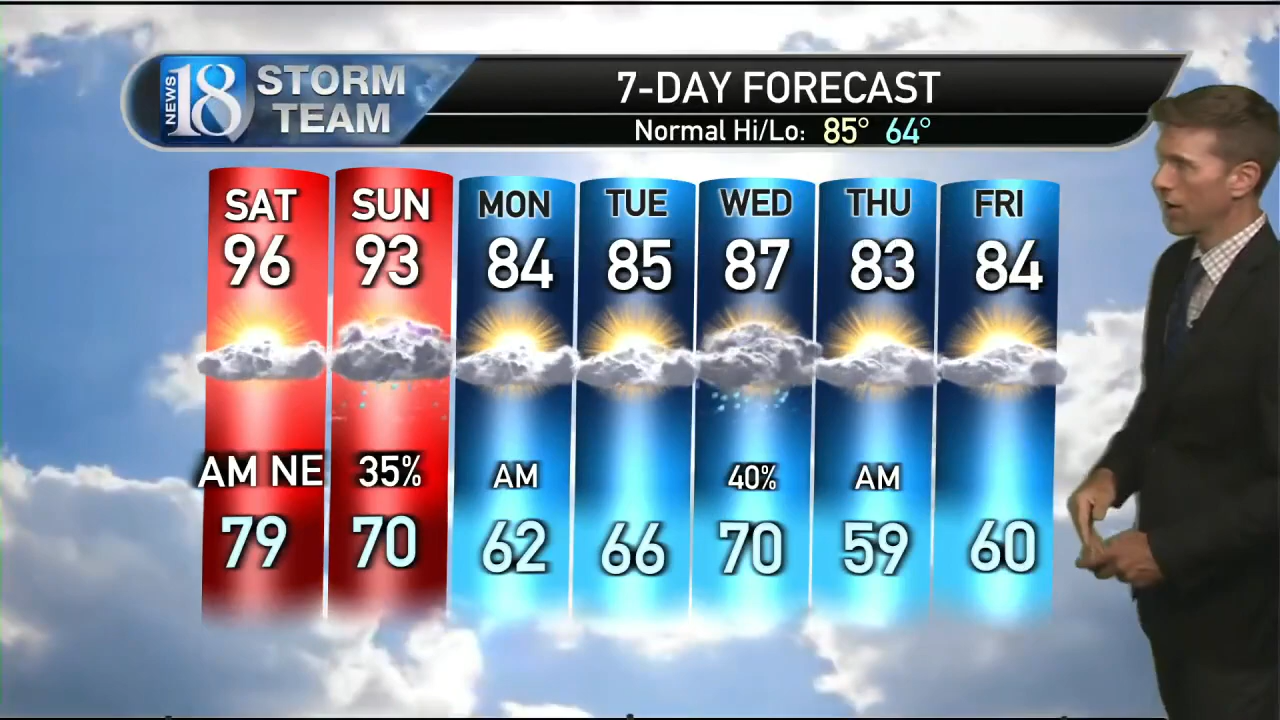 NEWS 18 STORM TEAM
7-DAY FORECAST
Normal Hi/Lo: 85° 64°
SAT SUN MON TUE WED THU FRI
96 93 84 85 87 83 84
AM NE 35% AM 40% AM
79 70 62 66 70 59 60